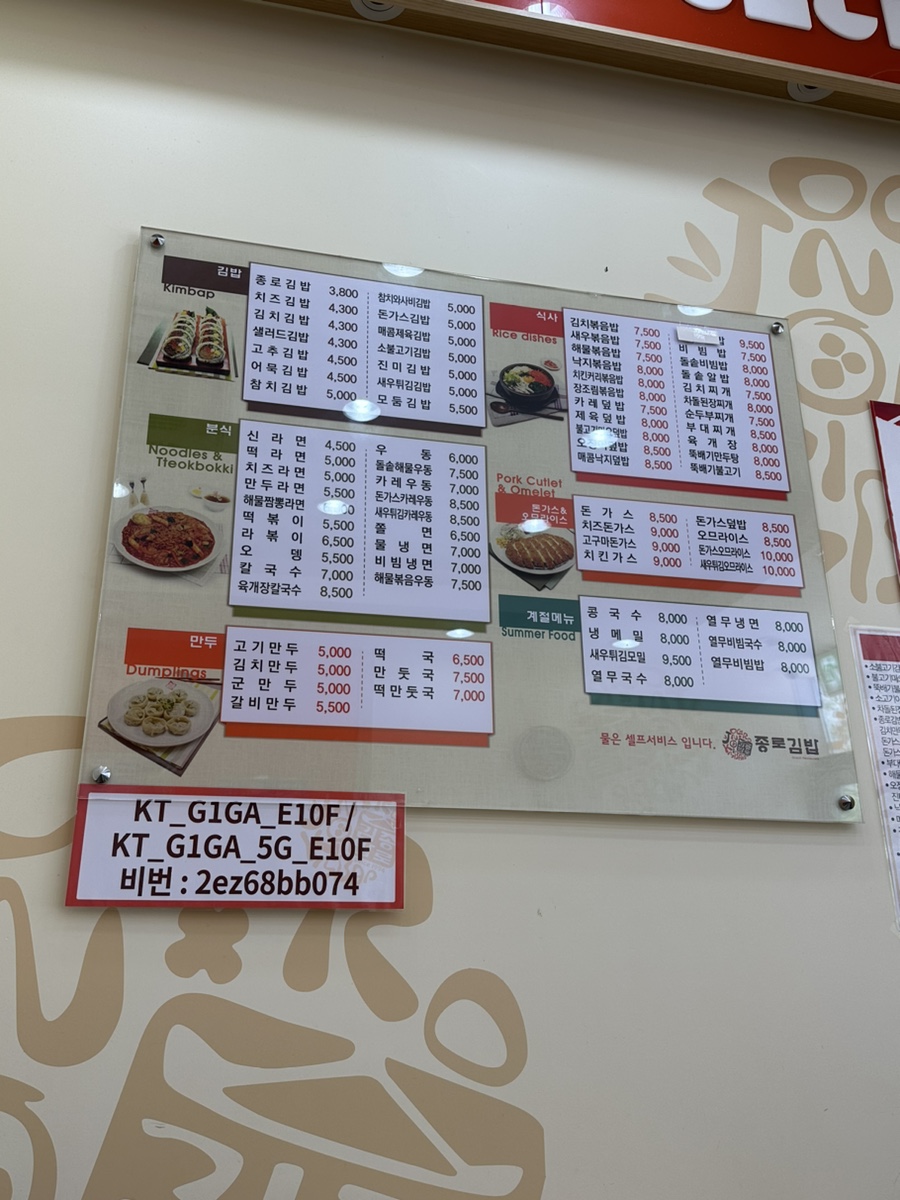 김밥
Kimbap
종로김밥 3,800
치즈김밥 4,300
김치김밥 4,300
샐러드김밥 4,300
고추김밥 4,500
어묵김밥 4,500
참치김밥 5,000
참치와사비김밥 5,000
돈가스김밥 5,000
매콤제육김밥 5,000
소불고기김밥 5,000
진미김밥 5,000
새우튀김김밥 5,000
모둠김밥 5,500
분식
Noodles &
Tteokbokki
신라면 4,500
떡라면 5,000
치즈라면 5,000
만두라면 5,500
해물짬뽕라면
떡볶이 5,500
라볶이 6,500
오뎅 5,500
칼국수 7,000
육개장칼국수 8,500
우동 6,000
돌솥해물우동 7,500
카레우동 7,000
돈가스카레우동 8,500
새우튀김카레우동 8,500
쫄면 6,500
물냉면 7,000
비빔냉면 7,000
해물볶음우동 7,500
만두
Dumplings
고기만두 5,000
김치만두 5,000
군만두 5,000
갈비만두 5,500
떡국 6,500
만둣국 7,500
떡만둣국 7,000
식사
Rice dishes
김치볶음밥 7,500
새우볶음밥 7,500
해물볶음밥 7,500
낙지볶음밥 8,000
치킨커리볶음밥 8,000
장조림볶음밥 8,000
카레덮밥 7,500
제육덮밥 8,000
8,000
8,500
매콤낙지덮밥 8,500
9,500
비빔밥 7,500
돌솥비빔밥 8,000
돌솥알밥 8,000
김치찌개 7,500
차돌된장찌개 8,000
순두부찌개 7,500
부대찌개 8,500
육개장 8,500
뚝배기만두탕 8,000
뚝배기불고기 8,500
Pork Cutlet
& Omelet
돈가스&
오므라이스
돈가스 8,500
치즈돈가스 9,000
고구마돈가스 9,000
치킨가스 9,000
돈가스덮밥 8,500
오므라이스 8,500
돈가스오므라이스 10,000
새우튀김오므라이스 10,000
계절메뉴
Summer Food
콩국수 8,000
냉메밀 8,000
새우튀김모밀 9,500
열무국수 8,000
열무냉면 8,000
열무비빔국수 8,000
열무비빔밥 8,000
물은 셀프서비스 입니다.
종로김밥
KT_G1GA_E10F /
KT_G1GA_5G_E10F
비번 : 2ez68bb074